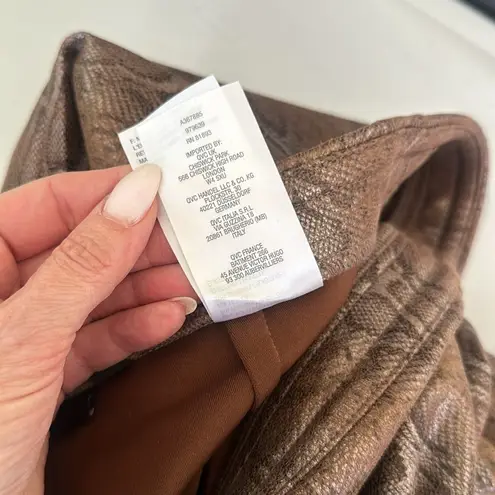 A367885
979639
RN 81893
IMPORTED BY:
QVC UK
CHISWICK PARK
566 CHISWICK HIGH ROAD
LONDON
W4 5XU
QVC HANDEL LLC & CO. KG
PLOCKSTR. 30
40221 DÜSSELDORF
GERMANY
QVC ITALIA S.R.L
VIA GUZZINA 18
20861 BRUGHERIO (MB)
ITALY
QVC FRANCE
BATIMENT 266
45 AVENUE VICTOR HUGO
93 300 AUBERVILLIERS